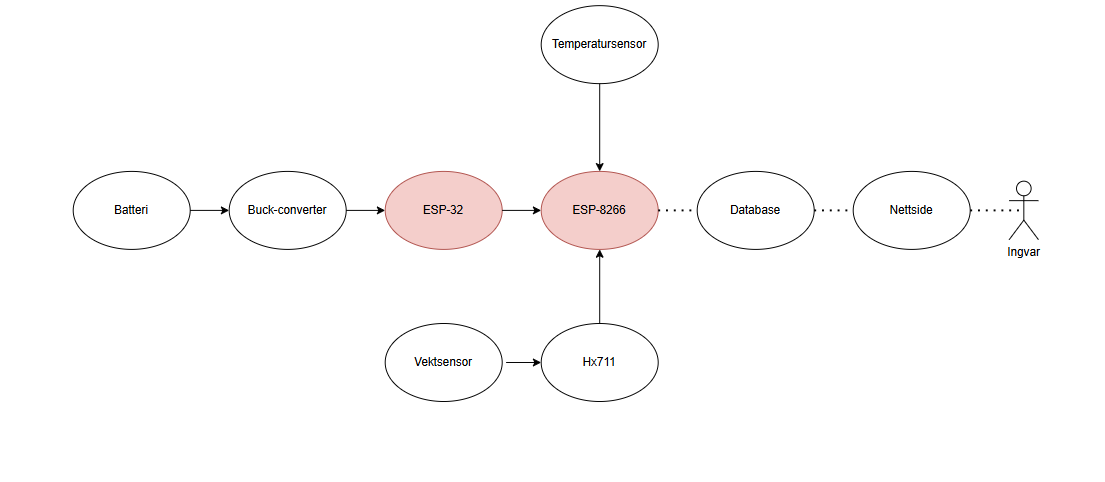 Temperatursensor
Batteri
Buck-converter
ESP-32
ESP-8266
Database
Nettside
Ingvar
Vektsensor
Hx711